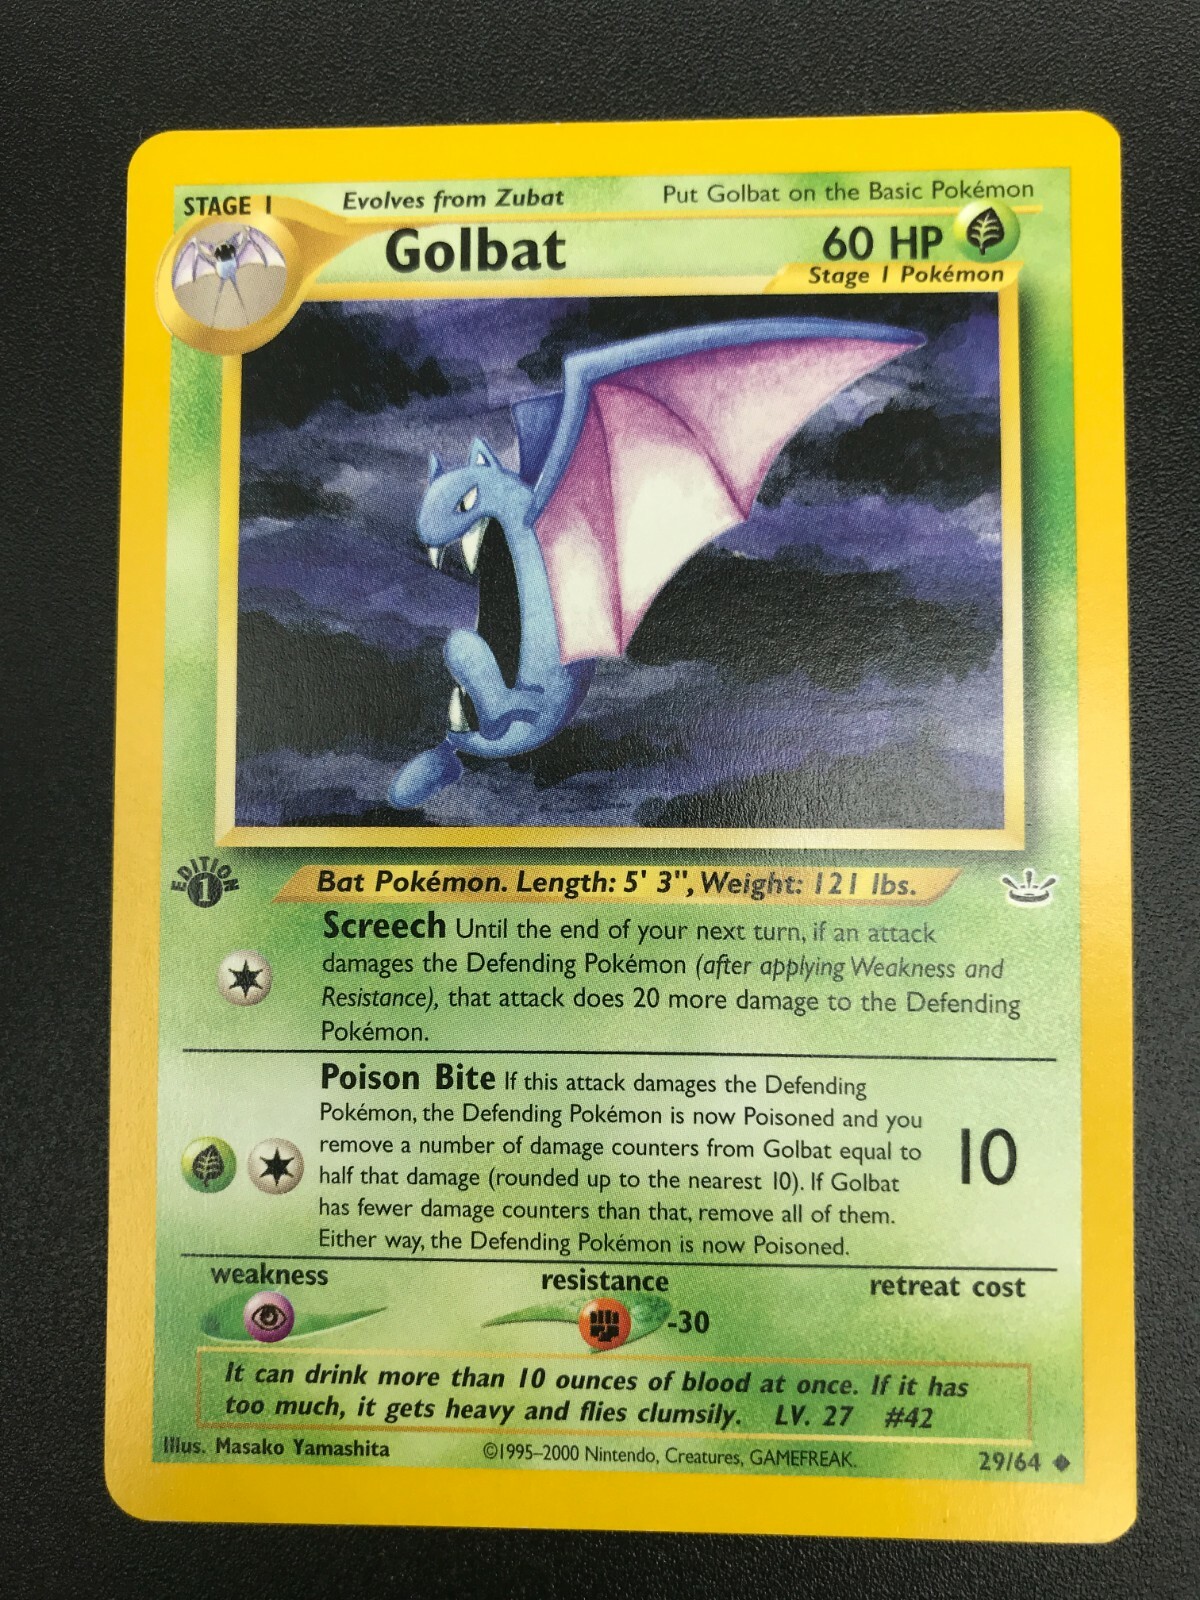 STAGE 1 Evolves from Zubat Put Golbat on the Basic Pokémon
Golbat 60 HP
Stage 1 Pokémon
EDITION 1
Bat Pokémon. Length: 5' 3", Weight: 121 lbs.
Screech Until the end of your next turn, if an attack
damages the Defending Pokémon (after applying Weakness and
Resistance), that attack does 20 more damage to the Defending
Pokémon.
Poison Bite If this attack damages the Defending
Pokémon, the Defending Pokémon is now Poisoned and you
remove a number of damage counters from Golbat equal to
half that damage (rounded up to the nearest 10). If Golbat
has fewer damage counters than that, remove all of them.
Either way, the Defending Pokémon is now Poisoned.
10
weakness resistance retreat cost
-30
It can drink more than 10 ounces of blood at once. If it has
too much, it gets heavy and flies clumsily. LV. 27 #42
Illus. Masako Yamashita ©1995–2000 Nintendo, Creatures, GAMEFREAK. 29/64